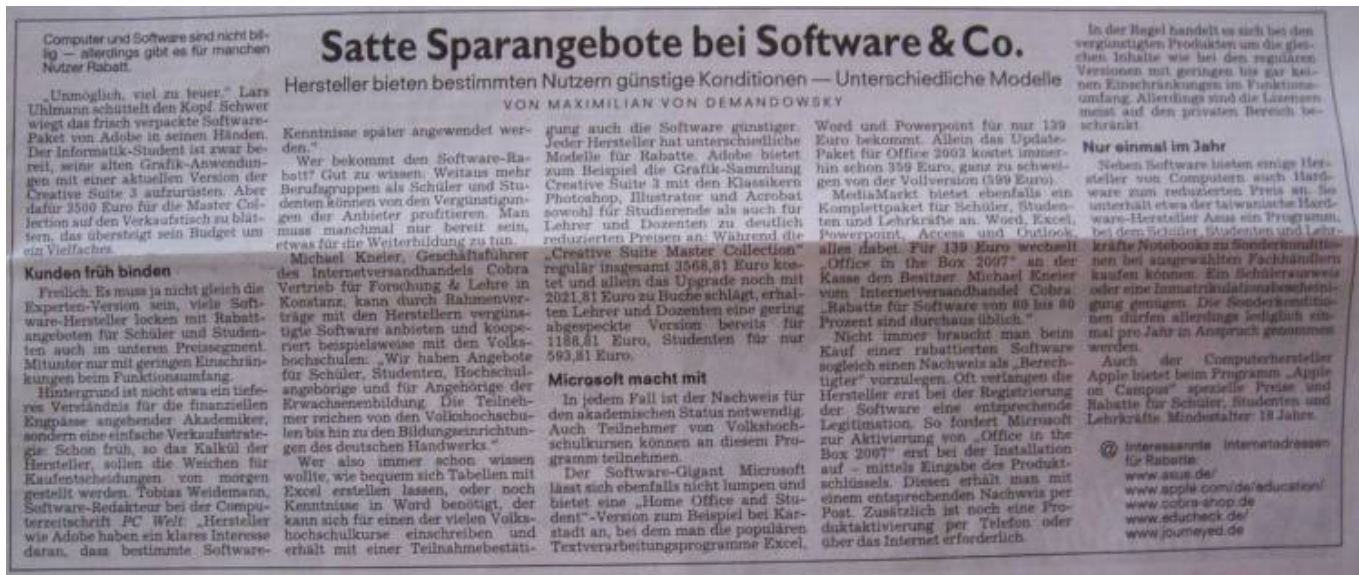 Computer und Software sind nicht bil-
lig — allerdings gibt es für manchen
Nutzer Rabatt.
Satte Sparangebote bei Software & Co.
Hersteller bieten bestimmten Nutzern günstige Konditionen — Unterschiedliche Modelle
VON MAXIMILIAN VON DEMANDOWSKY
„Unmöglich, viel zu teuer.“ Lars
Uhlmann schüttelt den Kopf. Schwer
wiegt das frisch verpackte Software-
Paket von Adobe in seinen Händen.
Der Informatik-Student ist zwar be-
reit, seine alten Grafik-Anwendun-
gen mit einer aktuellen Version der
Creative Suite 3 aufzurüsten. Aber
dafür 3500 Euro für die Master Col-
lection auf den Verkaufstisch zu blät-
tern, das übersteigt sein Budget um
ein Vielfaches.
Kunden früh binden
Freilich: Es muss ja nicht gleich die
Experten-Version sein, viele Soft-
ware-Hersteller locken mit Rabatt-
angeboten für Schüler und Studen-
ten auch im unteren Preissegment.
Mitunter nur mit geringen Einschrän-
kungen beim Funktionsumfang.
Hintergrund ist nicht etwa ein tiefe-
res Verständnis für die finanziellen
Engpässe angehender Akademiker,
sondern eine einfache Verkaufsstrate-
gie: Schon früh, so das Kalkül der
Hersteller, sollen die Weichen für
Kaufentscheidungen von morgen
gestellt werden. Tobias Weidemann,
Software-Redakteur bei der Compu-
terzeitschrift PC Welt: „Hersteller
wie Adobe haben ein klares Interesse
daran, dass bestimmte Software-
Kenntnisse später angewendet wer-
den.“
Wer bekommt den Software-Ra-
batt? Gut zu wissen: Weitaus mehr
Berufsgruppen als Schüler und Stu-
denten können von den Vergünstigun-
gen der Anbieter profitieren. Man
muss manchmal nur bereit sein,
etwas für die Weiterbildung zu tun.
Michael Kneier, Geschäftsführer
des Internetversandhandels Cobra
Vertrieb für Forschung & Lehre in
Konstanz, kann durch Rahmenver-
träge mit den Herstellern vergüns-
tigte Software anbieten und koope-
riert beispielsweise mit den Volks-
hochschulen: „Wir haben Angebote
für Schüler, Studenten, Hochschul-
angehörige und für Angehörige der
Erwachsenenbildung. Die Teilneh-
mer reichen von den Volkshochschu-
len bis hin zu den Bildungseinrichtun-
gen des deutschen Handwerks.“
Wer also immer schon wissen
wollte, wie bequem sich Tabellen mit
Excel erstellen lassen, oder noch
Kenntnisse in Word benötigt, der
kann sich für einen der vielen Volks-
hochschulkurse einschreiben und
erhält mit einer Teilnahmebestäti-
gung auch die Software günstiger.
Jeder Hersteller hat unterschiedliche
Modelle für Rabatte. Adobe bietet
zum Beispiel die Grafik-Sammlung
Creative Suite 3 mit den Klassikern
Photoshop, Illustrator und Acrobat
sowohl für Studierende als auch für
Lehrer und Dozenten zu deutlich
reduzierten Preisen an: Während die
„Creative Suite Master Collection“
regulär insgesamt 3568,81 Euro kos-
tet und allein das Upgrade noch mit
2021,81 Euro zu Buche schlägt, erhal-
ten Lehrer und Dozenten eine gering
abgespeckte Version bereits für
1188,81 Euro, Studenten für nur
593,81 Euro.
Microsoft macht mit
In jedem Fall ist der Nachweis für
den akademischen Status notwendig.
Auch Teilnehmer von Volkshoch-
schulkursen können an diesem Pro-
gramm teilnehmen.
Der Software-Gigant Microsoft
lässt sich ebenfalls nicht lumpen und
bietet eine „Home Office and Stu-
dent“-Version zum Beispiel bei Kar-
stadt an, bei dem man die populären
Textverarbeitungsprogramme Excel,
Word und Powerpoint für nur 139
Euro bekommt. Allein das Update-
Paket für Office 2003 kostet immer-
hin schon 359 Euro, ganz zu schwei-
gen von der Vollversion (599 Euro).
MediaMarkt bietet ebenfalls ein
Komplettpaket für Schüler, Studen-
ten und Lehrkräfte an. Word, Excel,
Powerpoint, Access und Outlook,
alles dabei. Für 139 Euro wechselt
„Office in the Box 2007“ an der
Kasse den Besitzer. Michael Kneier
vom Internetversandhandel Cobra:
„Rabatte für Software von 60 bis 80
Prozent sind durchaus üblich.“
Nicht immer braucht man beim
Kauf einer rabattierten Software
sogleich einen Nachweis als „Berech-
tigter“ vorzulegen. Oft verlangen die
Hersteller erst bei der Registrierung
der Software eine entsprechende
Legitimation. So fordert Microsoft
zur Aktivierung von „Office in the
Box 2007“ erst bei der Installation
auf – mittels Eingabe des Produkt-
schlüssels. Diesen erhält man mit
einem entsprechenden Nachweis per
Post. Zusätzlich ist noch eine Pro-
duktaktivierung per Telefon oder
über das Internet erforderlich.
In der Regel handelt es sich bei den
vergünstigten Produkten um die glei-
chen Inhalte wie bei den regulären
Versionen mit geringen bis gar kei-
nen Einschränkungen im Funktions-
umfang. Allerdings sind die Lizenzen
meist auf den privaten Bereich be-
schränkt.
Nur einmal im Jahr
Neben Software bieten einige Her-
steller von Computern auch Hard-
ware zum reduzierten Preis an. So
unterhält etwa der taiwanische Hard-
ware-Hersteller Asus ein Programm,
bei dem Schüler, Studenten und Lehr-
kräfte Notebooks zu Sonderkonditio-
nen bei ausgewählten Fachhändlern
kaufen können. Ein Schülerausweis
oder eine Immatrikulationsbescheini-
gung genügen. Die Sonderkonditio-
nen dürfen allerdings lediglich ein-
mal pro Jahr in Anspruch genommen
werden.
Auch der Computerhersteller
Apple bietet beim Programm „Apple
on Campus“ spezielle Preise und
Rabatte für Schüler, Studenten und
Lehrkräfte. Mindestalter: 18 Jahre.
@ Interessante Internetadressen
für Rabatte:
www.asus.de/
www.apple.com/de/education/
www.cobra-shop.de
www.educheck.de/
www.journeyed.de